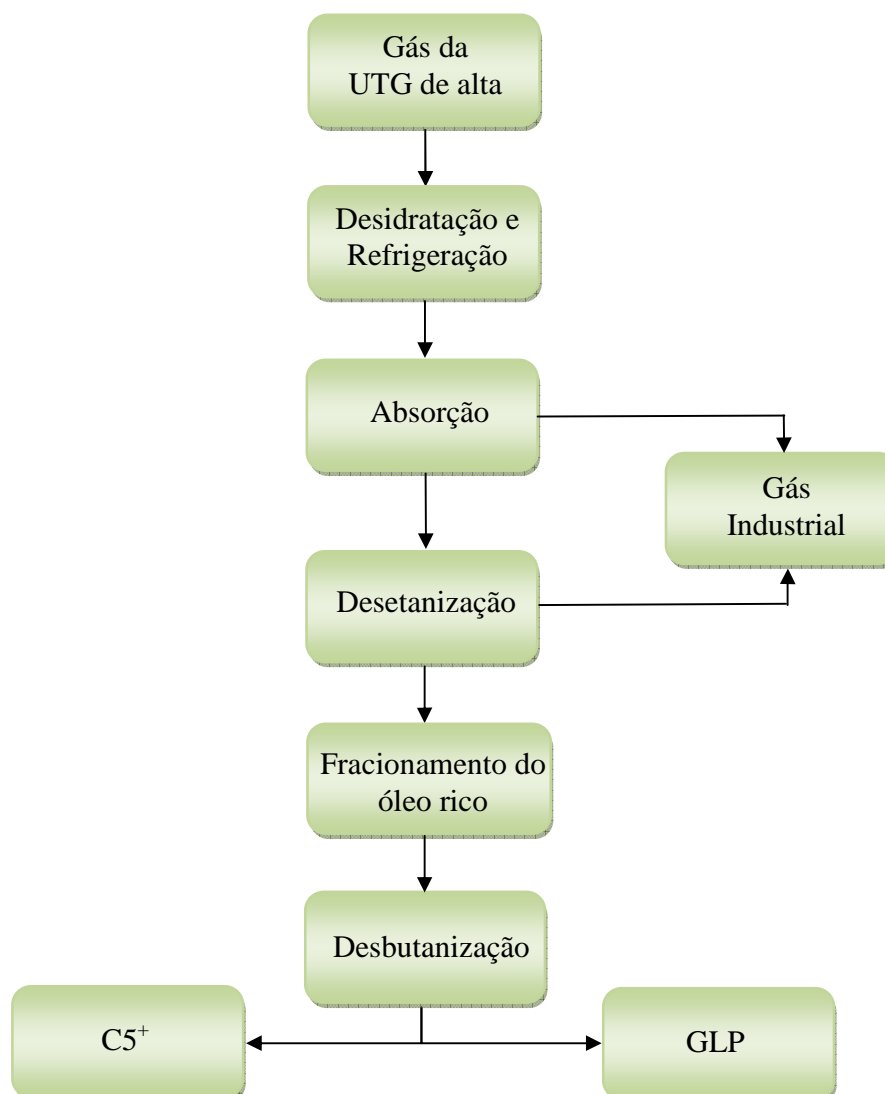 Gás da
UTG de alta
Desidratação e
Refrigeração
Absorção
Gás
Industrial
Desetanização
Fracionamento do
óleo rico
Desbutanização
C5⁺
GLP